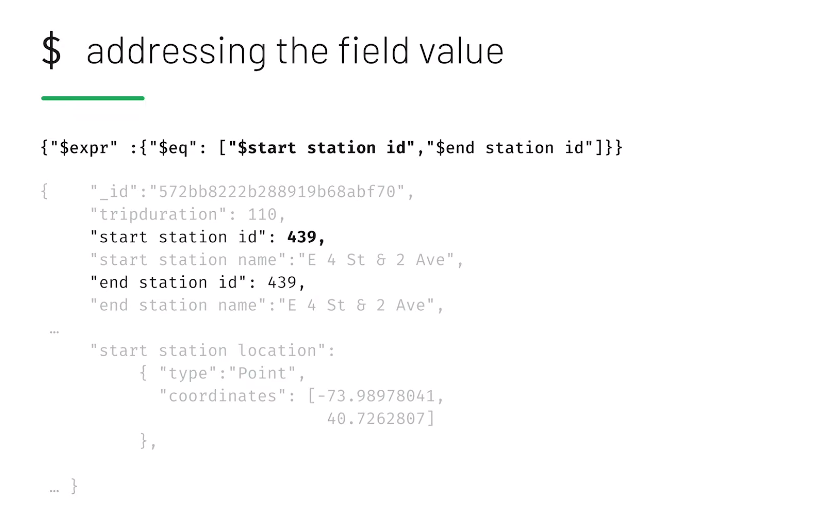 $ addressing the field value
{"$expr" :{"$eq": ["$start station id","$end station id"]}}
{ "_id":"572bb8222b288919b68abf70",
"tripduration": 110,
"start station id": 439,
"start station name":"E 4 St & 2 Ave",
"end station id": 439,
"end station name":"E 4 St & 2 Ave",
…
"start station location":
{ "type":"Point",
"coordinates": [-73.98978041,
40.7262807]
},
… }